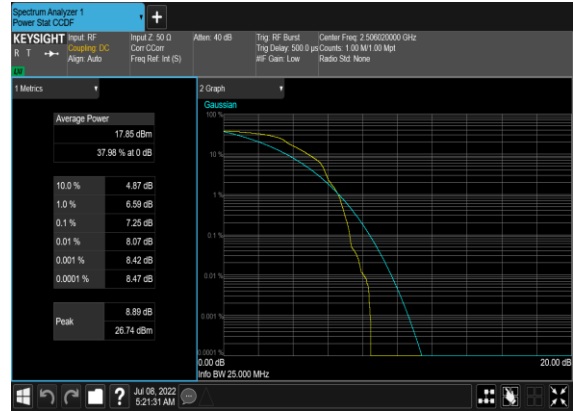 Spectrum Analyzer 1
Power Stat CCDF
KEYSIGHT
R T
LXI
Input: RF
Coupling: DC
Align: Auto
Input Z: 50 Ω
Corr CCorr
Freq Ref: Int (S)
Atten: 40 dB
Trig: RF Burst
Trig Delay: 500.0 µs
#IF Gain: Low
Center Freq: 2.506020000 GHz
Counts: 1.00 M/1.00 Mpt
Radio Std: None
1 Metrics
Average Power
17.85 dBm
37.98 % at 0 dB
10.0 % 4.87 dB
1.0 % 6.59 dB
0.1 % 7.25 dB
0.01 % 8.07 dB
0.001 % 8.42 dB
0.0001 % 8.47 dB
Peak
8.89 dB
26.74 dBm
2 Graph
Gaussian
100 %
10 %
1 %
0.1 %
0.01 %
0.001 %
0.0001 %
0.00 dB
20.00 dB
Info BW 25.000 MHz
?
Jul 06, 2022
5:21:31 AM